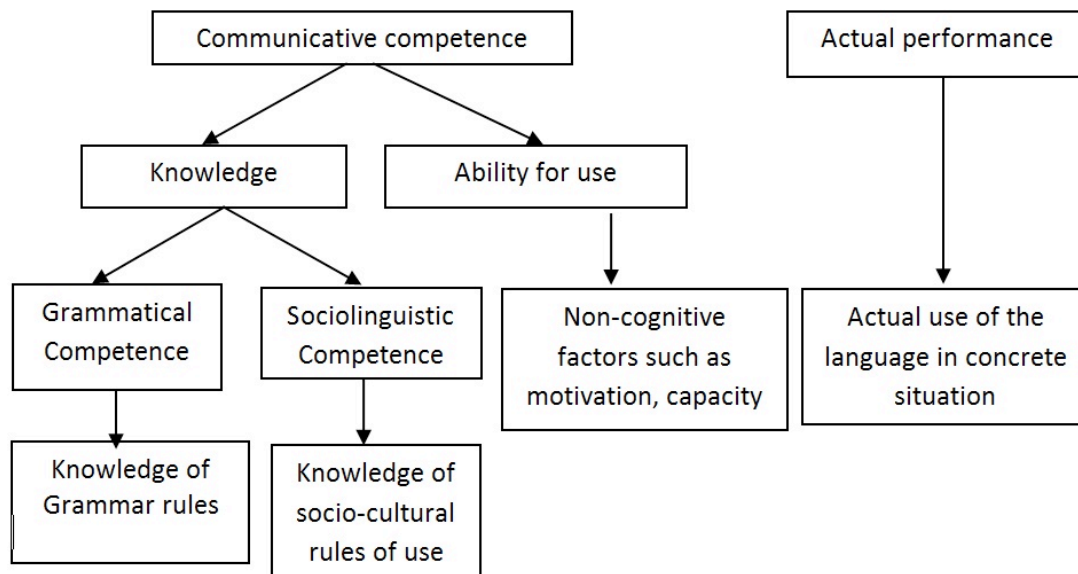 Communicative competence
Actual performance
Knowledge
Ability for use
Grammatical
Competence
Sociolinguistic
Competence
Non-cognitive
factors such as
motivation, capacity
Actual use of the
language in concrete
situation
Knowledge of
Grammar rules
Knowledge of
socio-cultural
rules of use